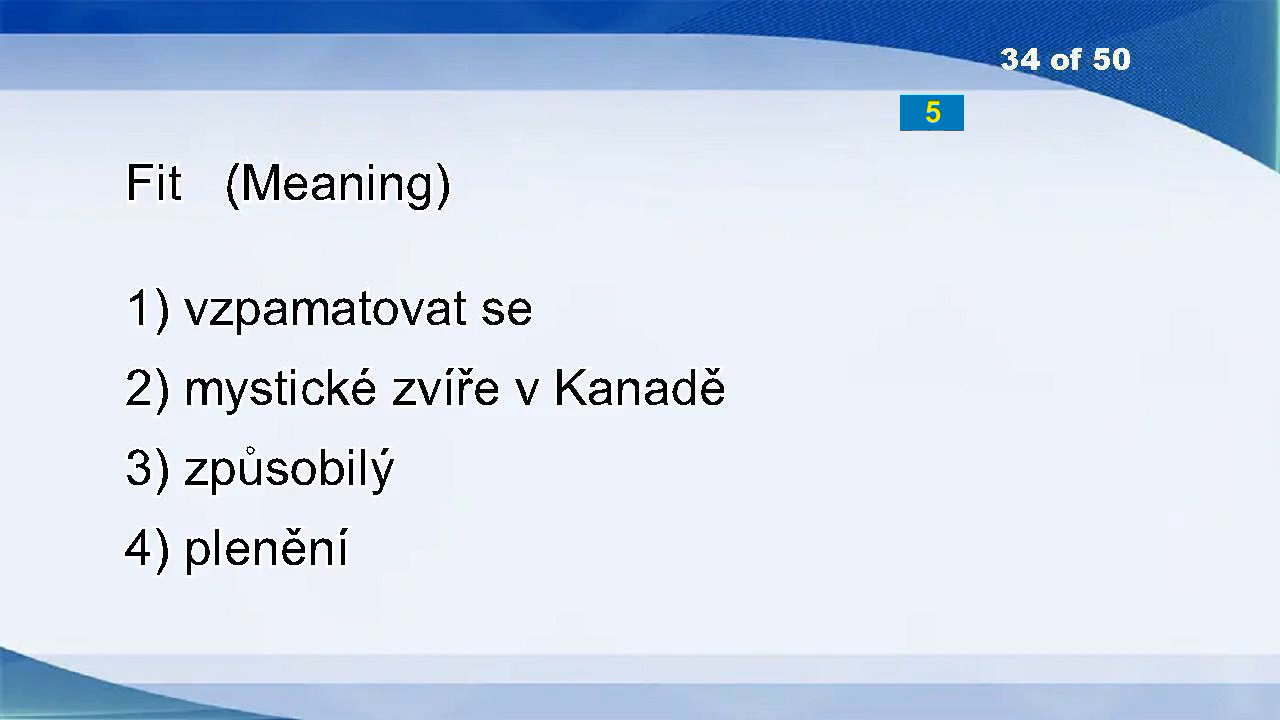 34 of 50
5
Fit (Meaning)
1) vzpamatovat se
2) mystické zvíře v Kanadě
3) způsobilý
4) plenění